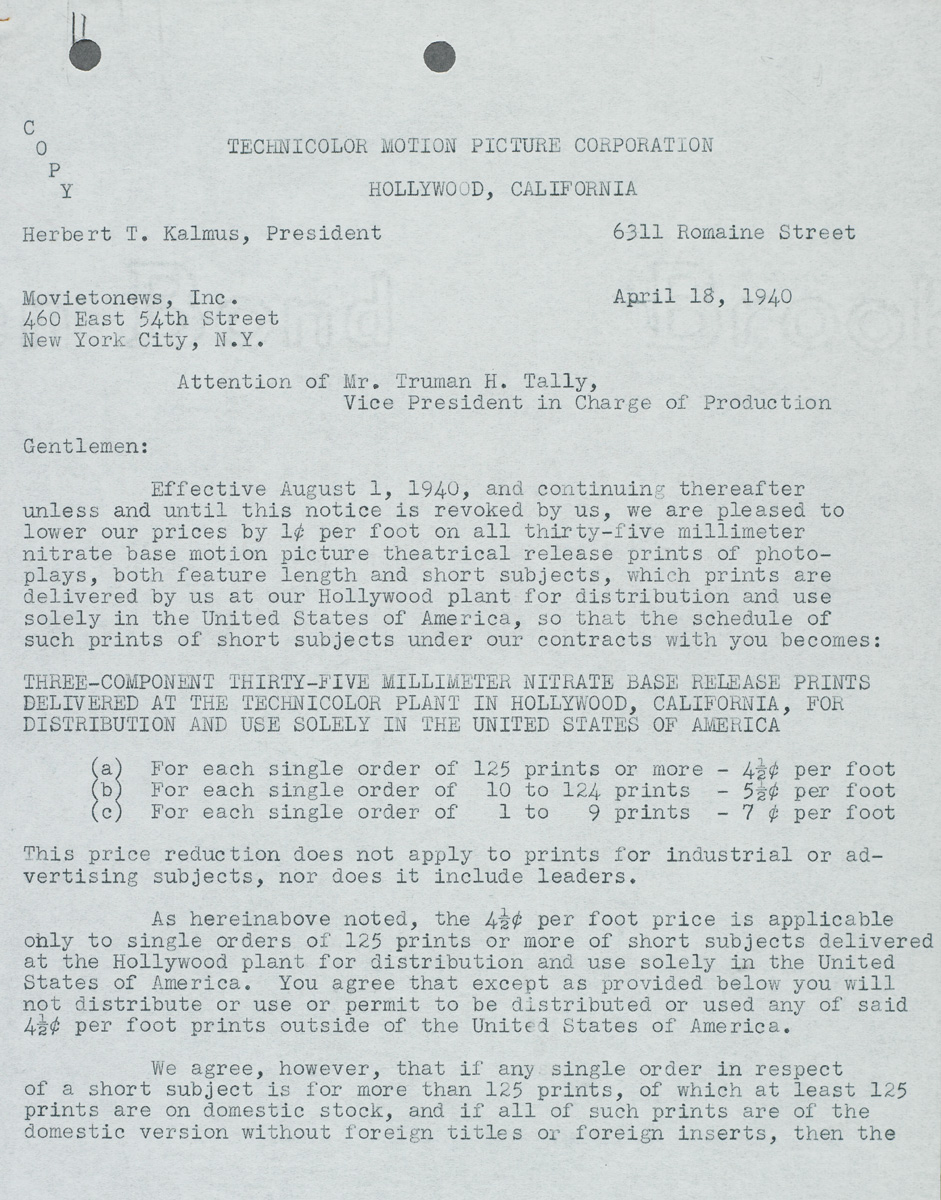 C
O
P
Y
TECHNICOLOR MOTION PICTURE CORPORATION
HOLLYWOOD, CALIFORNIA
Herbert T. Kalmus, President 6311 Romaine Street
Movietonews, Inc. April 18, 1940
460 East 54th Street
New York City, N.Y.
Attention of Mr. Truman H. Tally,
Vice President in Charge of Production
Gentlemen:
Effective August 1, 1940, and continuing thereafter
unless and until this notice is revoked by us, we are pleased to
lower our prices by 1¢ per foot on all thirty-five millimeter
nitrate base motion picture theatrical release prints of photo-
plays, both feature length and short subjects, which prints are
delivered by us at our Hollywood plant for distribution and use
solely in the United States of America, so that the schedule of
such prints of short subjects under our contracts with you becomes:
THREE-COMPONENT THIRTY-FIVE MILLIMETER NITRATE BASE RELEASE PRINTS
DELIVERED AT THE TECHNICOLOR PLANT IN HOLLYWOOD, CALIFORNIA, FOR
DISTRIBUTION AND USE SOLELY IN THE UNITED STATES OF AMERICA
(a) For each single order of 125 prints or more - 4½¢ per foot
(b) For each single order of 10 to 124 prints - 5½¢ per foot
(c) For each single order of 1 to 9 prints - 7 ¢ per foot
This price reduction does not apply to prints for industrial or ad-
vertising subjects, nor does it include leaders.
As hereinabove noted, the 4½¢ per foot price is applicable
only to single orders of 125 prints or more of short subjects delivered
at the Hollywood plant for distribution and use solely in the United
States of America. You agree that except as provided below you will
not distribute or use or permit to be distributed or used any of said
4½¢ per foot prints outside of the United States of America.
We agree, however, that if any single order in respect
of a short subject is for more than 125 prints, of which at least 125
prints are on domestic stock, and if all of such prints are of the
domestic version without foreign titles or foreign inserts, then the